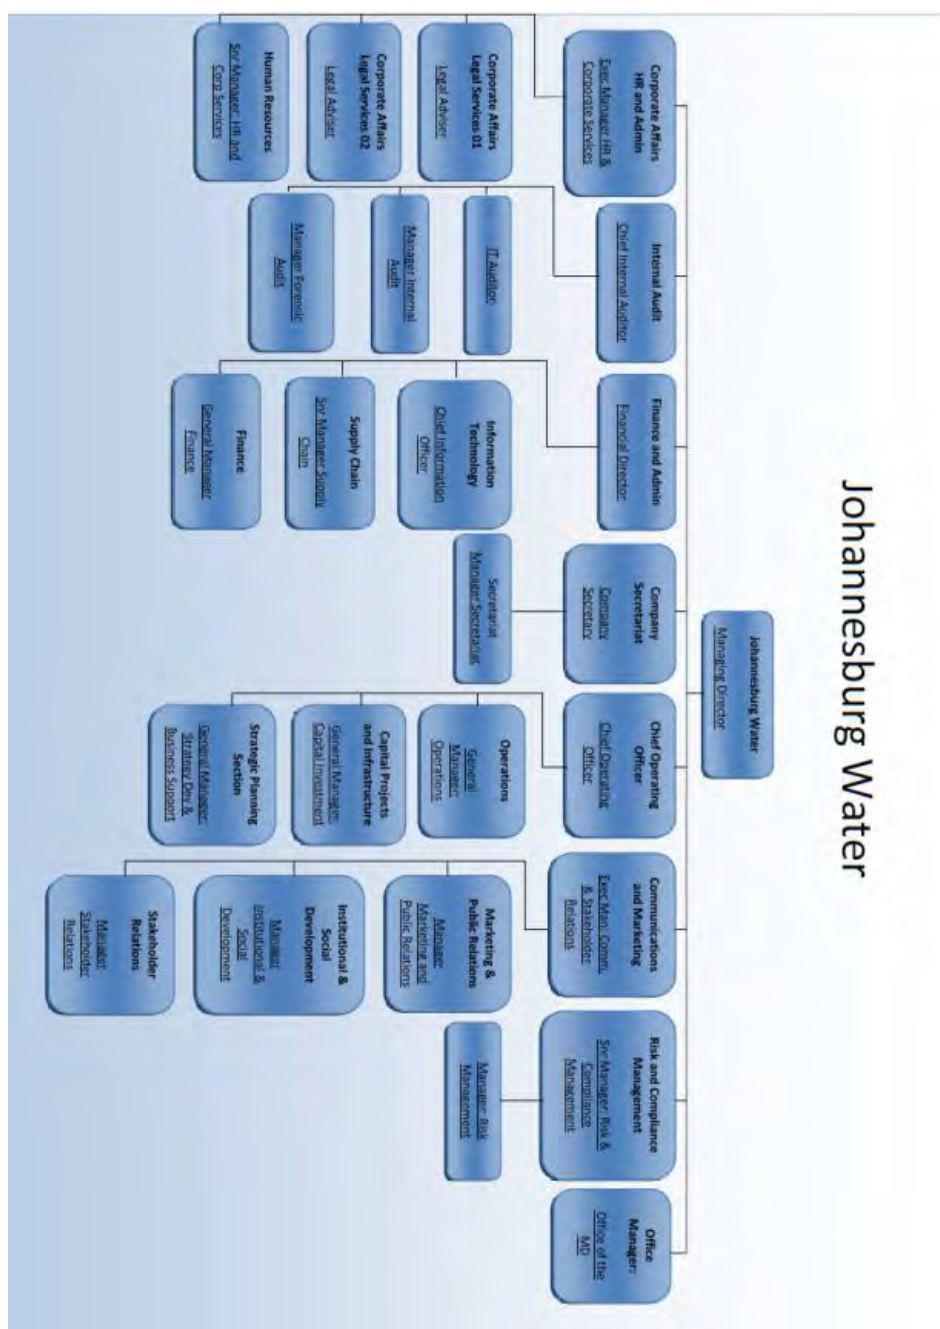 Johannesburg Water
Johannesburg Water
Managing Director
Corporate Affairs
HR and Admin
Exec Manager HR &
Corporate Services
Corporate Affairs
Legal Services 01
Legal Adviser
Corporate Affairs
Legal Services 02
Legal Adviser
Human Resources
Snr Manager: HR and
Corp Services
Internal Audit
Chief Internal Auditor
IT Auditor
Manager Internal
Audit
Manager Forensic
Audit
Finance and Admin
Financial Director
Information
Technology
Chief Information
Officer
Supply Chain
Snr Manager Supply
Chain
Finance
General Manager
Finance
Company
Secretariat
Company
Secretary
Secretariat
Manager Secretariat
Chief Operating
Officer
Chief Operating
Officer
Operations
General
Manager:
Operations
Capital Projects
and Infrastructure
General Manager:
Capital Investment
Strategic Planning
Section
General Manager:
Strategy Dev &
Business Support
Communications
and Marketing
Exec Man: Comm.
& Stakeholder
Relations
Marketing &
Public Relations
Manager
Marketing and
Public Relations
Institutional &
Social
Development
Manager
Institutional &
Social
Development
Stakeholder
Relations
Manager
Stakeholder
Relations
Risk and Compliance
Management
Snr Manager: Risk &
Compliance
Management
Manager: Risk
Management
Office
Manager:
Office of the
MD